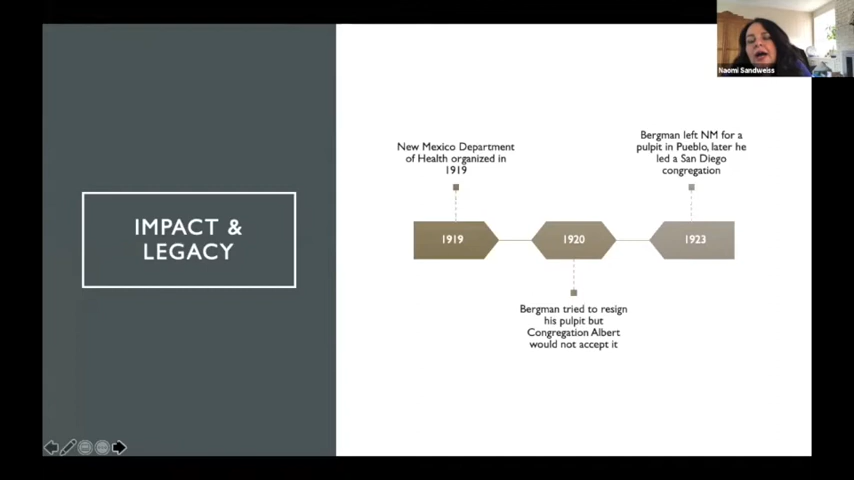 Naomi Sandweiss
IMPACT &
LEGACY
New Mexico Department
of Health organized in
1919
Bergman left NM for a
pulpit in Pueblo, later he
led a San Diego
congregation
1919
1920
1923
Bergman tried to resign
his pulpit but
Congregation Albert
would not accept it